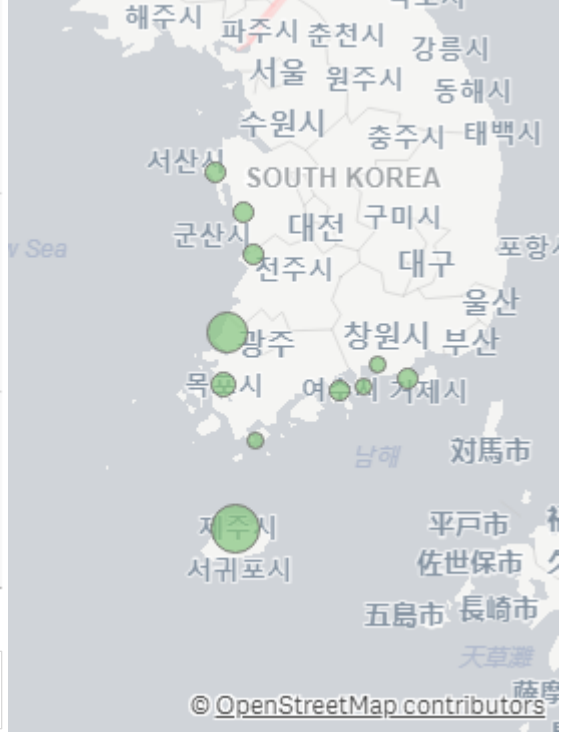 해주시
파주시 춘천시
강릉시
서울 원주시
동해시
수원시
충주시 태백시
서산시
SOUTH KOREA
군산시 대전 구미시
Sea
전주시 대구
포항
울산
광주 창원시 부산
목포시 여수시 거제시
남해
対馬市
제주시
平戸市
서귀포시 佐世保市
五島市 長崎市
天草灘
© OpenStreetMap contributors